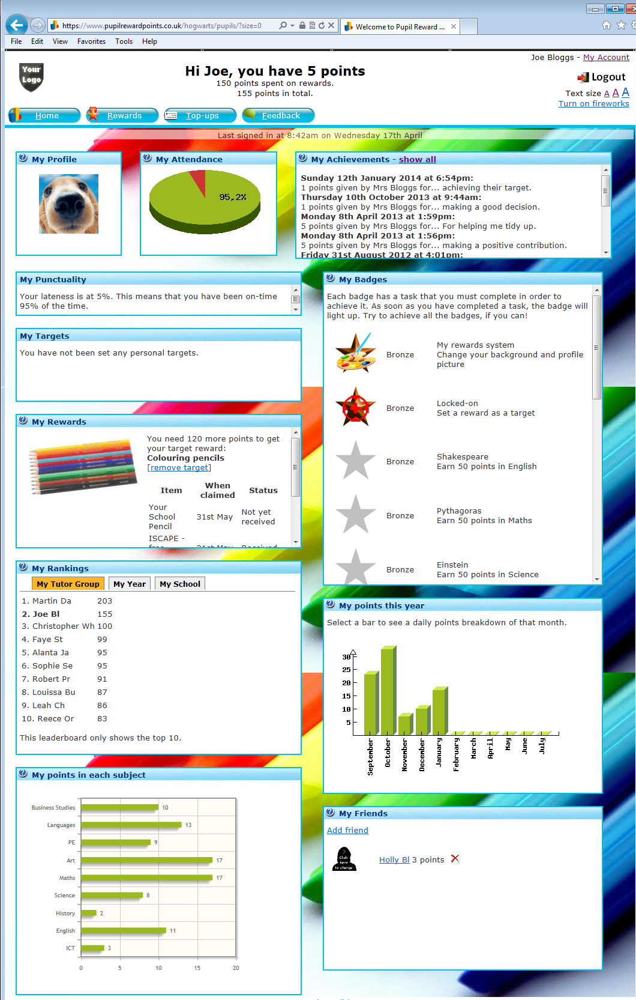 https://www.pupilrewardpoints.co.uk/hogwarts/pupils/?size=0
Welcome to Pupil Reward ...
File Edit View Favorites Tools Help
Joe Bloggs - My Account
Your
Logo
Hi Joe, you have 5 points
150 points spent on rewards.
155 points in total.
Logout
Text size A A A
Turn on fireworks
Home Rewards Top-ups Feedback
Last signed in at 8:42am on Wednesday 17th April
My Profile
My Attendance
95,2%
My Achievements - show all
Sunday 12th January 2014 at 6:54pm:
1 points given by Mrs Bloggs for... achieving their target.
Thursday 10th October 2013 at 9:44am:
1 points given by Mrs Bloggs for... making a good decision.
Monday 8th April 2013 at 1:59pm:
5 points given by Mrs Bloggs for... For helping me tidy up.
Monday 8th April 2013 at 1:56pm:
5 points given by Mrs Bloggs for... making a positive contribution.
Friday 31st August 2012 at 4:01pm:
My Punctuality
Your lateness is at 5%. This means that you have been on-time
95% of the time.
My Targets
You have not been set any personal targets.
My Rewards
You need 120 more points to get
your target reward:
Colouring pencils
[remove target]
Item When claimed Status
Your School Pencil 31st May Not yet received
ISCAPE -
free 31st May Received
My Rankings
My Tutor Group My Year My School
1. Martin Da 203
2. Joe Bl 155
3. Christopher Wh 100
4. Faye St 99
5. Alanta Ja 95
6. Sophie Se 95
7. Robert Pr 91
8. Louissa Bu 87
9. Leah Ch 86
10. Reece Or 83
This leaderboard only shows the top 10.
My points in each subject
Business Studies 10
Languages 13
PE 9
Art 17
Maths 17
Science 8
History 2
English 11
ICT 3
0 5 10 15 20
My Badges
Each badge has a task that you must complete in order to
achieve it. As soon as you have completed a task, the badge will
light up. Try to achieve all the badges, if you can!
Bronze
My rewards system
Change your background and profile
picture
Bronze
Locked-on
Set a reward as a target
Bronze
Shakespeare
Earn 50 points in English
Bronze
Pythagoras
Earn 50 points in Maths
Bronze
Einstein
Earn 50 points in Science
My points this year
Select a bar to see a daily points breakdown of that month.
30
25
20
15
10
5
September October November December January February March April May June July
My Friends
Add friend
?
Click
here
to change
Holly Bl 3 points